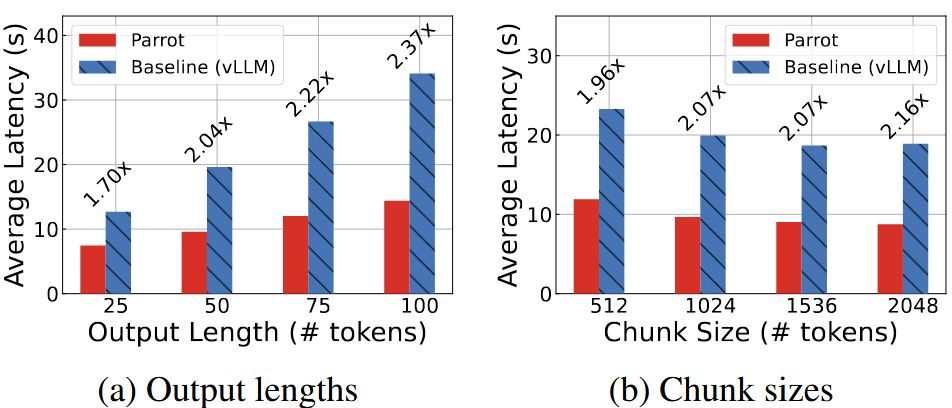 Average Latency (s)
40
30
20
10
0
Parrot
Baseline (vLLM)
1.70x
2.04x
2.22x
2.37x
25
50
75
100
Output Length (# tokens)
(a) Output lengths
Average Latency (s)
30
20
10
0
Parrot
Baseline (vLLM)
1.96x
2.07x
2.07x
2.16x
512
1024
1536
2048
Chunk Size (# tokens)
(b) Chunk sizes